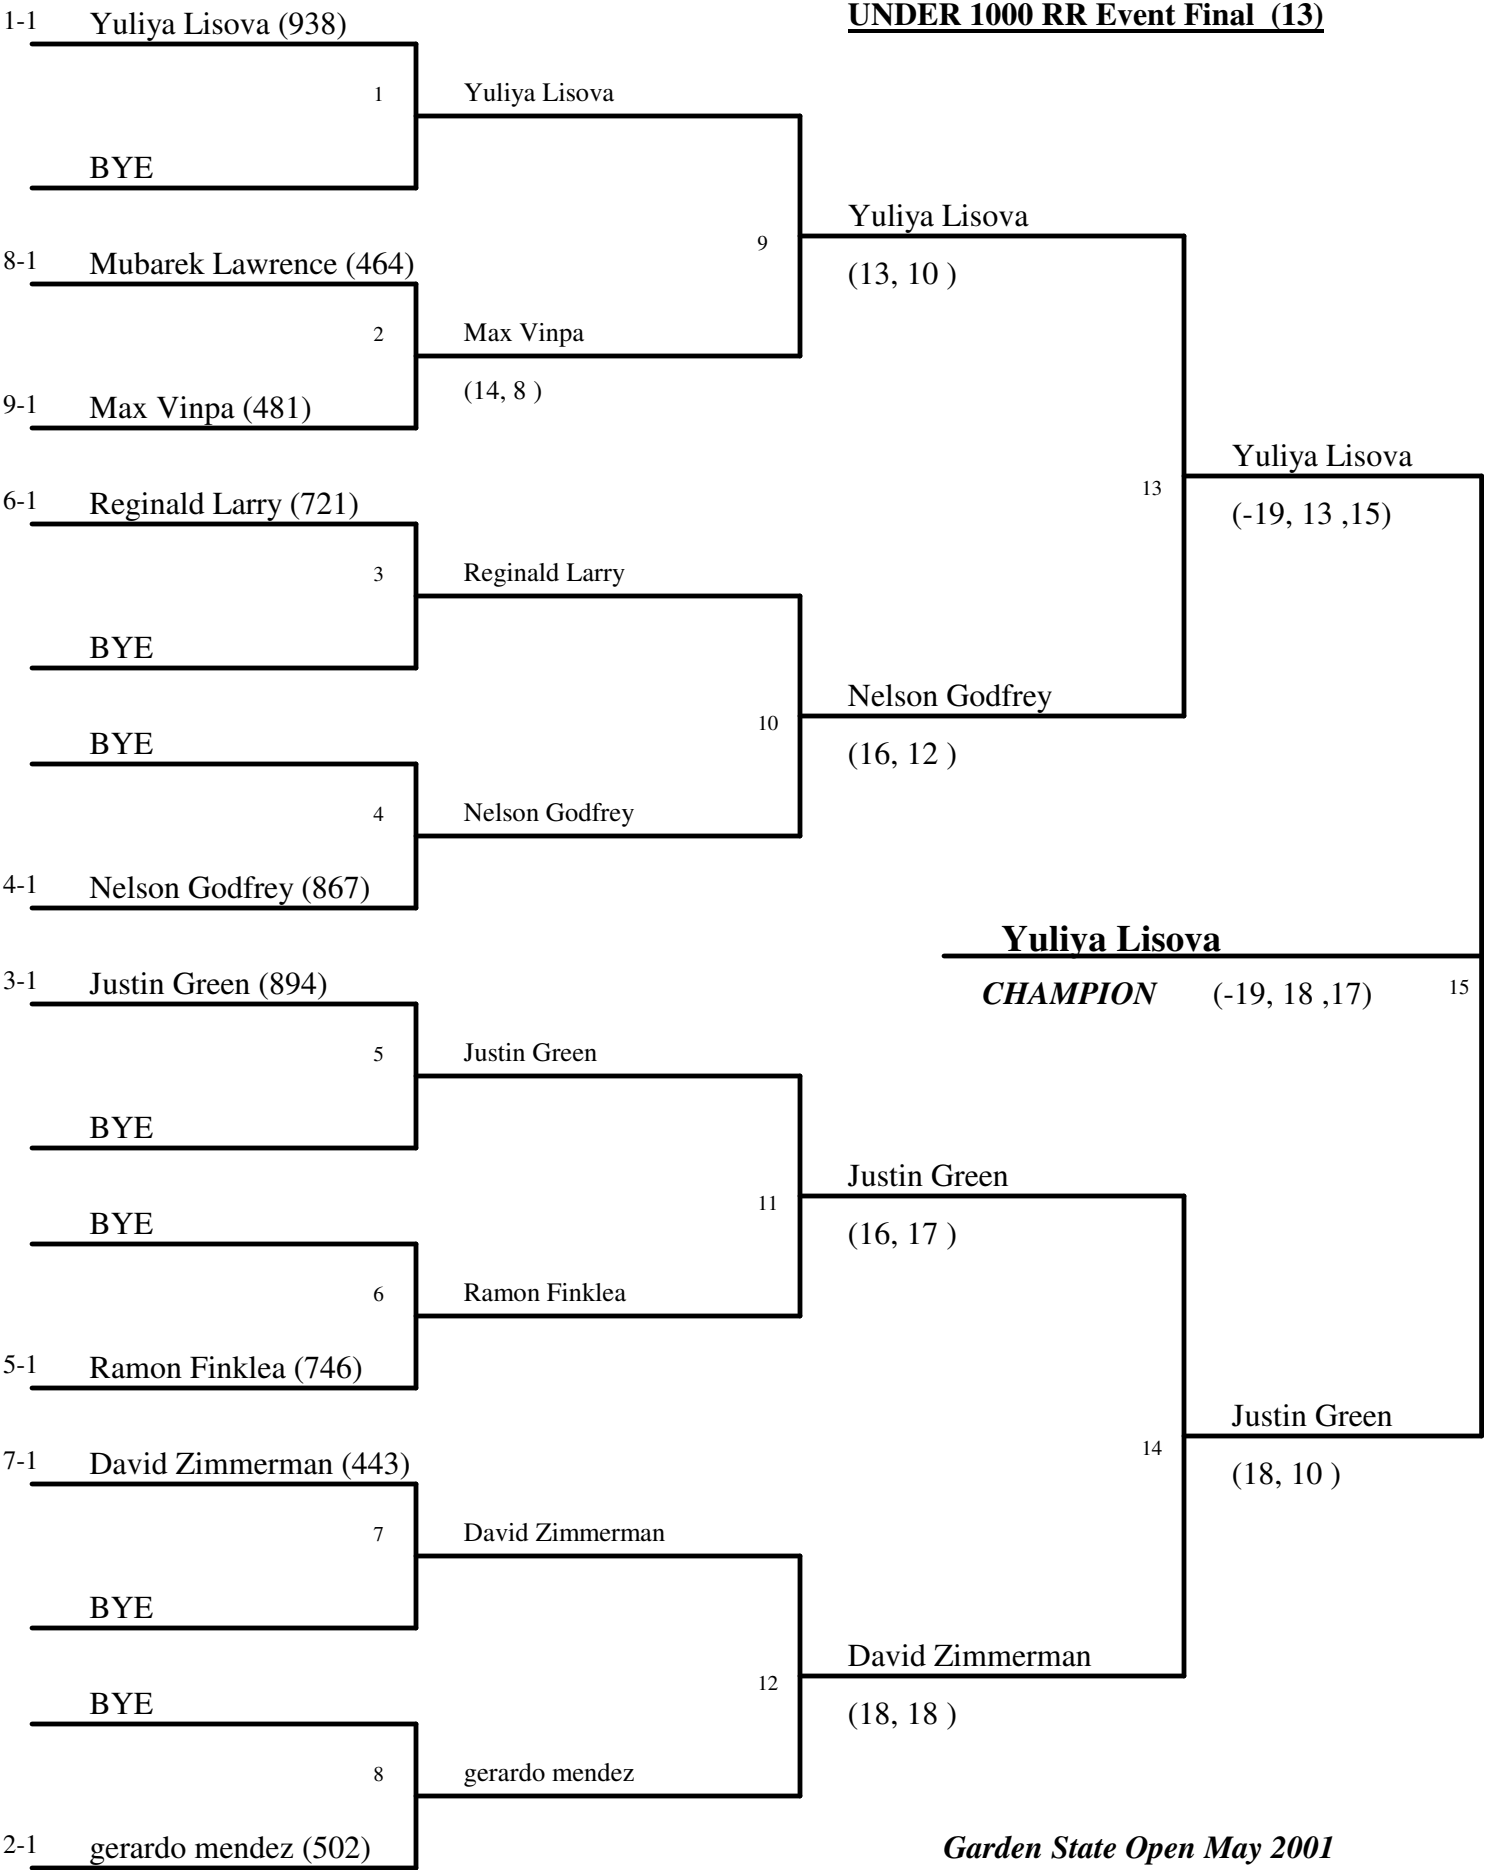 UNDER 1000 RR Event Final (13)
1-1 Yuliya Lisova (938)
1 Yuliya Lisova
BYE
9 Yuliya Lisova
(13, 10 )
8-1 Mubarek Lawrence (464)
2 Max Vinpa
(14, 8 )
9-1 Max Vinpa (481)
13 Yuliya Lisova
(-19, 13 ,15)
6-1 Reginald Larry (721)
3 Reginald Larry
BYE
10 Nelson Godfrey
(16, 12 )
BYE
4 Nelson Godfrey
4-1 Nelson Godfrey (867)
Yuliya Lisova
CHAMPION (-19, 18 ,17) 15
3-1 Justin Green (894)
5 Justin Green
BYE
11 Justin Green
(16, 17 )
BYE
6 Ramon Finklea
5-1 Ramon Finklea (746)
14 Justin Green
(18, 10 )
7-1 David Zimmerman (443)
7 David Zimmerman
BYE
12 David Zimmerman
(18, 18 )
BYE
8 gerardo mendez
2-1 gerardo mendez (502)
Garden State Open May 2001